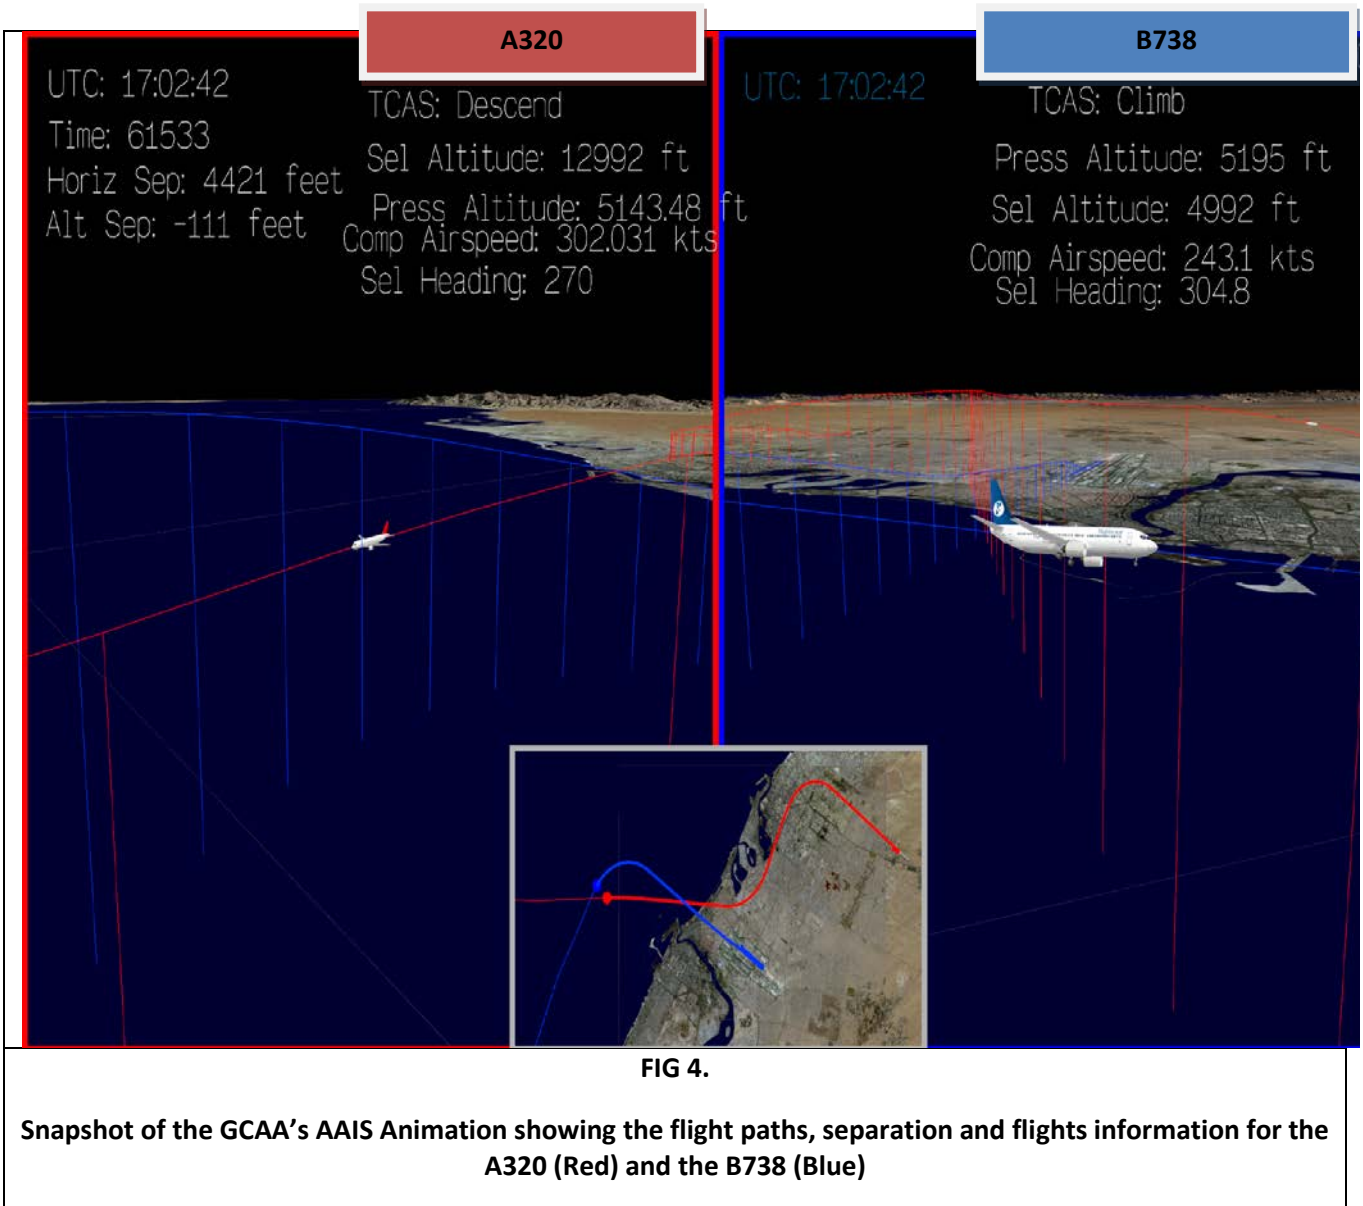 A320
B738
UTC: 17:02:42
Time: 61533
Horiz Sep: 4421 feet
Alt Sep: -111 feet
TCAS: Descend
Sel Altitude: 12992 ft
Press Altitude: 5143.48 ft
Comp Airspeed: 302.031 kts
Sel Heading: 270
UTC: 17:02:42
TCAS: Climb
Press Altitude: 5195 ft
Sel Altitude: 4992 ft
Comp Airspeed: 243.1 kts
Sel Heading: 304.8
FIG 4.
Snapshot of the GCAA's AAIS Animation showing the flight paths, separation and flights information for the
A320 (Red) and the B738 (Blue)